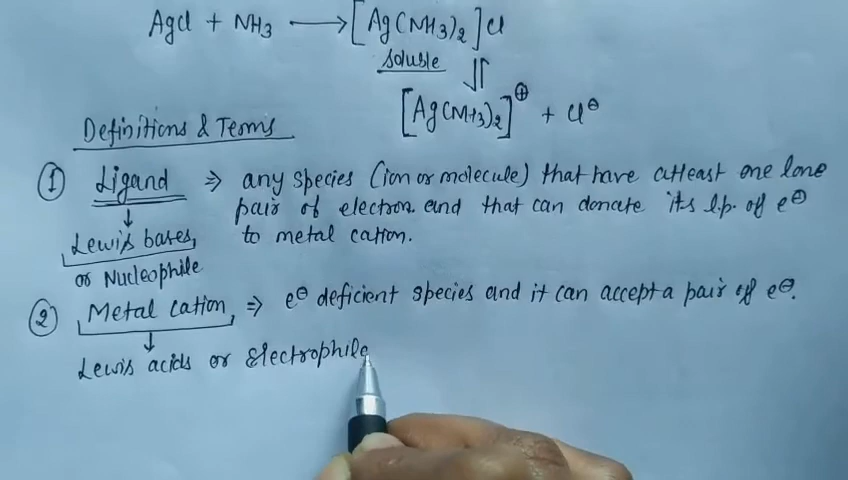 AgCl + NH3 ⟶ [Ag(NH3)2]Cl
soluble ⇅
[Ag(NH3)2]⊕ + Cl⊖
Definitions & Terms
① Ligand ⇒ any species (ion or molecule) that have atleast one lone
pair of electron and that can donate its l.p. of e⊖
to metal cation.
↓
Lewis bases,
or Nucleophile
② Metal cation, ⇒ e⊖ deficient species and it can accept a pair of e⊖.
↓
Lewis acids or Electrophile